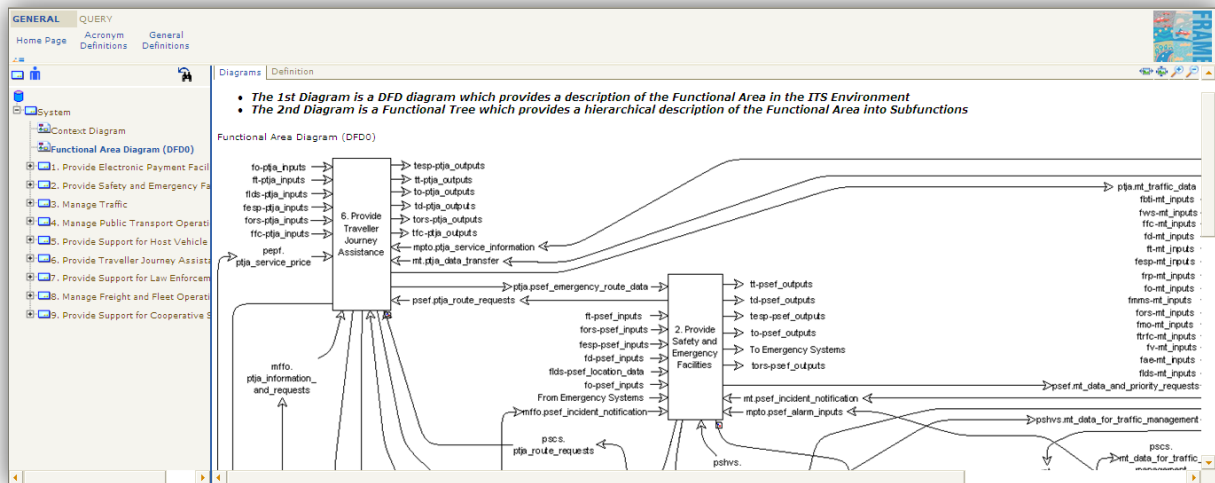 GENERAL QUERY
Home Page Acronym Definitions General Definitions
FRAME
Diagrams Definition
System
Context Diagram
Functional Area Diagram (DFD0)
1. Provide Electronic Payment Facil
2. Provide Safety and Emergency Fa
3. Manage Traffic
4. Manage Public Transport Operati
5. Provide Support for Host Vehicle
6. Provide Traveller Journey Assista
7. Provide Support for Law Enforcem
8. Manage Freight and Fleet Operati
9. Provide Support for Cooperative S
The 1st Diagram is a DFD diagram which provides a description of the Functional Area in the ITS Environment
The 2nd Diagram is a Functional Tree which provides a hierarchical description of the Functional Area into Subfunctions
Functional Area Diagram (DFD0)
fo-ptja_inputs
ft-ptja_inputs
flds-ptja_inputs
fesp-ptja_inputs
fors-ptja_inputs
ffc-ptja_inputs
pepf.
ptja_service_price
6. Provide
Traveller
Journey
Assistance
tesp-ptja_outputs
tt-ptja_outputs
to-ptja_outputs
td-ptja_outputs
tors-ptja_outputs
tfc-ptja_outputs
mpto.ptja_service_information
mt.ptja_data_transfer
ptja.psef_emergency_route_data
psef.ptja_route_requests
mffo.
ptja_information_
and_requests
ft-psef_inputs
fors-psef_inputs
fesp-psef_inputs
fd-psef_inputs
flds-psef_location_data
fo-psef_inputs
From Emergency Systems
mffo.psef_incident_notification
pscs.
ptja_route_requests
2. Provide
Safety and
Emergency
Facilities
tt-psef_outputs
td-psef_outputs
tesp-psef_outputs
to-psef_outputs
To Emergency Systems
tors-psef_outputs
mt.psef_incident_notification
mpto.psef_alarm_inputs
pshvs.
ptja.mt_traffic_data
fbti-mt_inputs
fws-mt_inputs
ffc-mt_inputs
fd-mt_inputs
ft-mt_inputs
fesp-mt_inputs
frp-mt_inputs
fo-mt_inputs
fmms-mt_inputs
fors-mt_inputs
fmo-mt_inputs
ftrfc-mt_inputs
fv-mt_inputs
fae-mt_inputs
flds-mt_inputs
psef.mt_data_and_priority_requests
pshvs.mt_data_for_traffic_management
pscs.
mt_data_for_traffic_